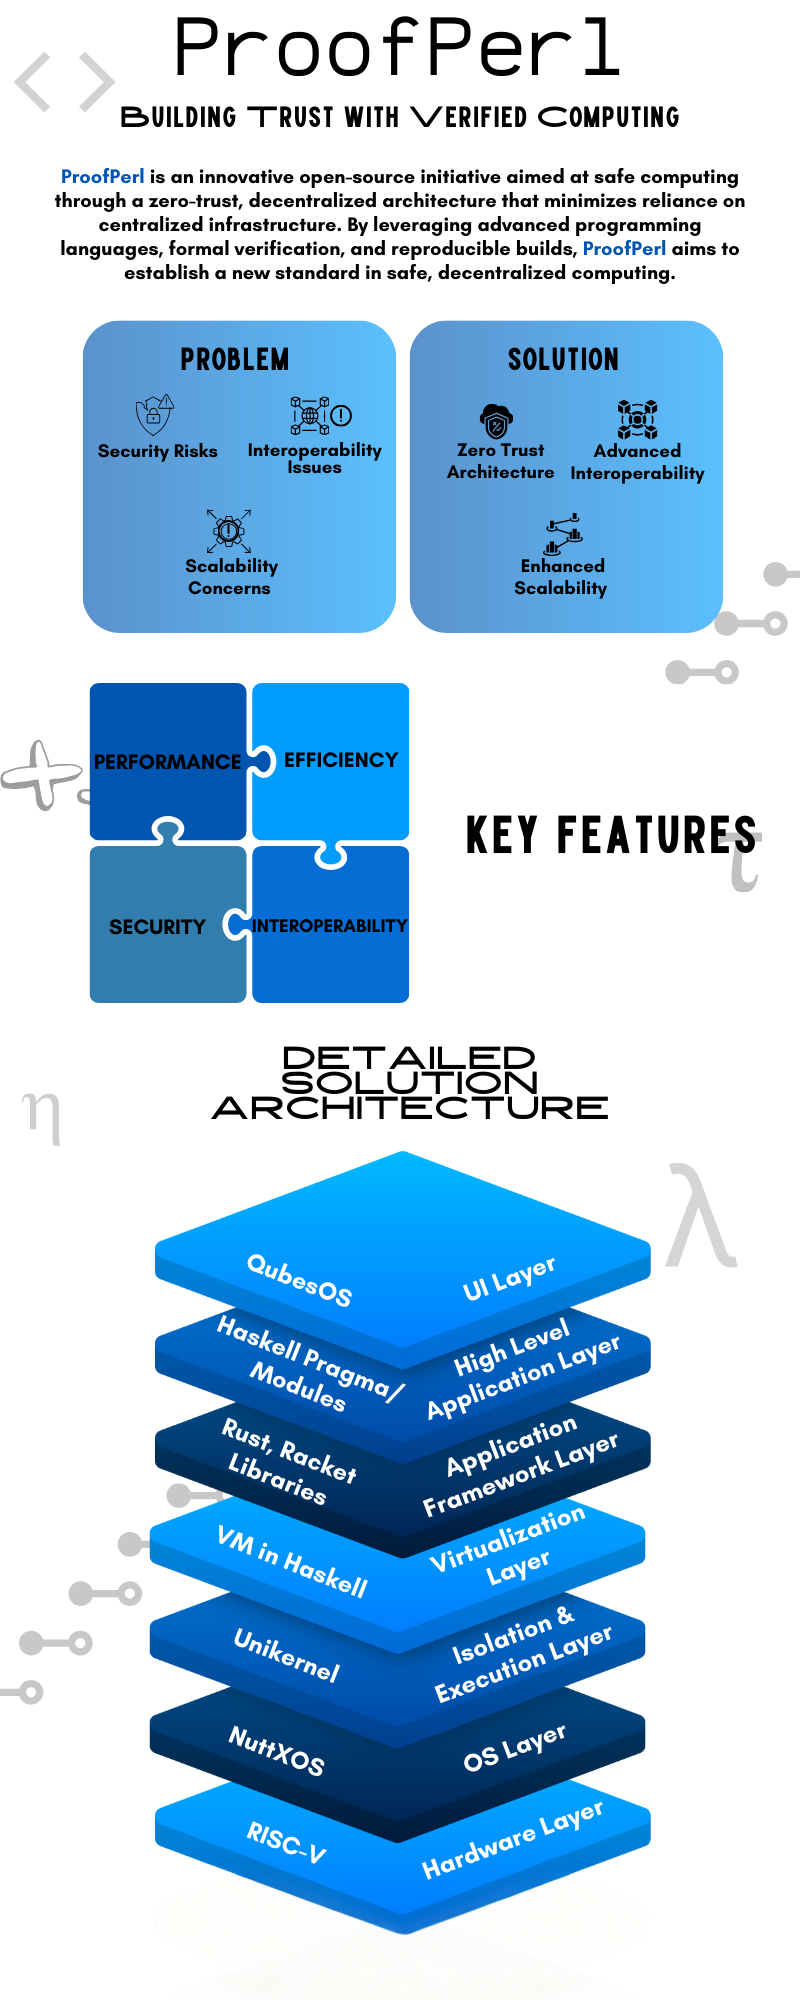 < >
ProofPerl
Building Trust with Verified Computing
ProofPerl is an innovative open-source initiative aimed at safe computing
through a zero-trust, decentralized architecture that minimizes reliance on
centralized infrastructure. By leveraging advanced programming
languages, formal verification, and reproducible builds, ProofPerl aims to
establish a new standard in safe, decentralized computing.
PROBLEM
Security Risks
Interoperability
Issues
Scalability
Concerns
SOLUTION
Zero Trust
Architecture
Advanced
Interoperability
Enhanced
Scalability
PERFORMANCE
EFFICIENCY
SECURITY
INTEROPERABILITY
KEY FEATURES
τ
DETAILED
SOLUTION
ARCHITECTURE
η
λ
QubesOS
UI Layer
Haskell Pragma/
Modules
High Level
Application Layer
Rust, Racket
Libraries
Application
Framework Layer
VM in Haskell
Virtualization
Layer
Unikernel
Isolation &
Execution Layer
NuttXOS
OS Layer
RISC-V
Hardware Layer